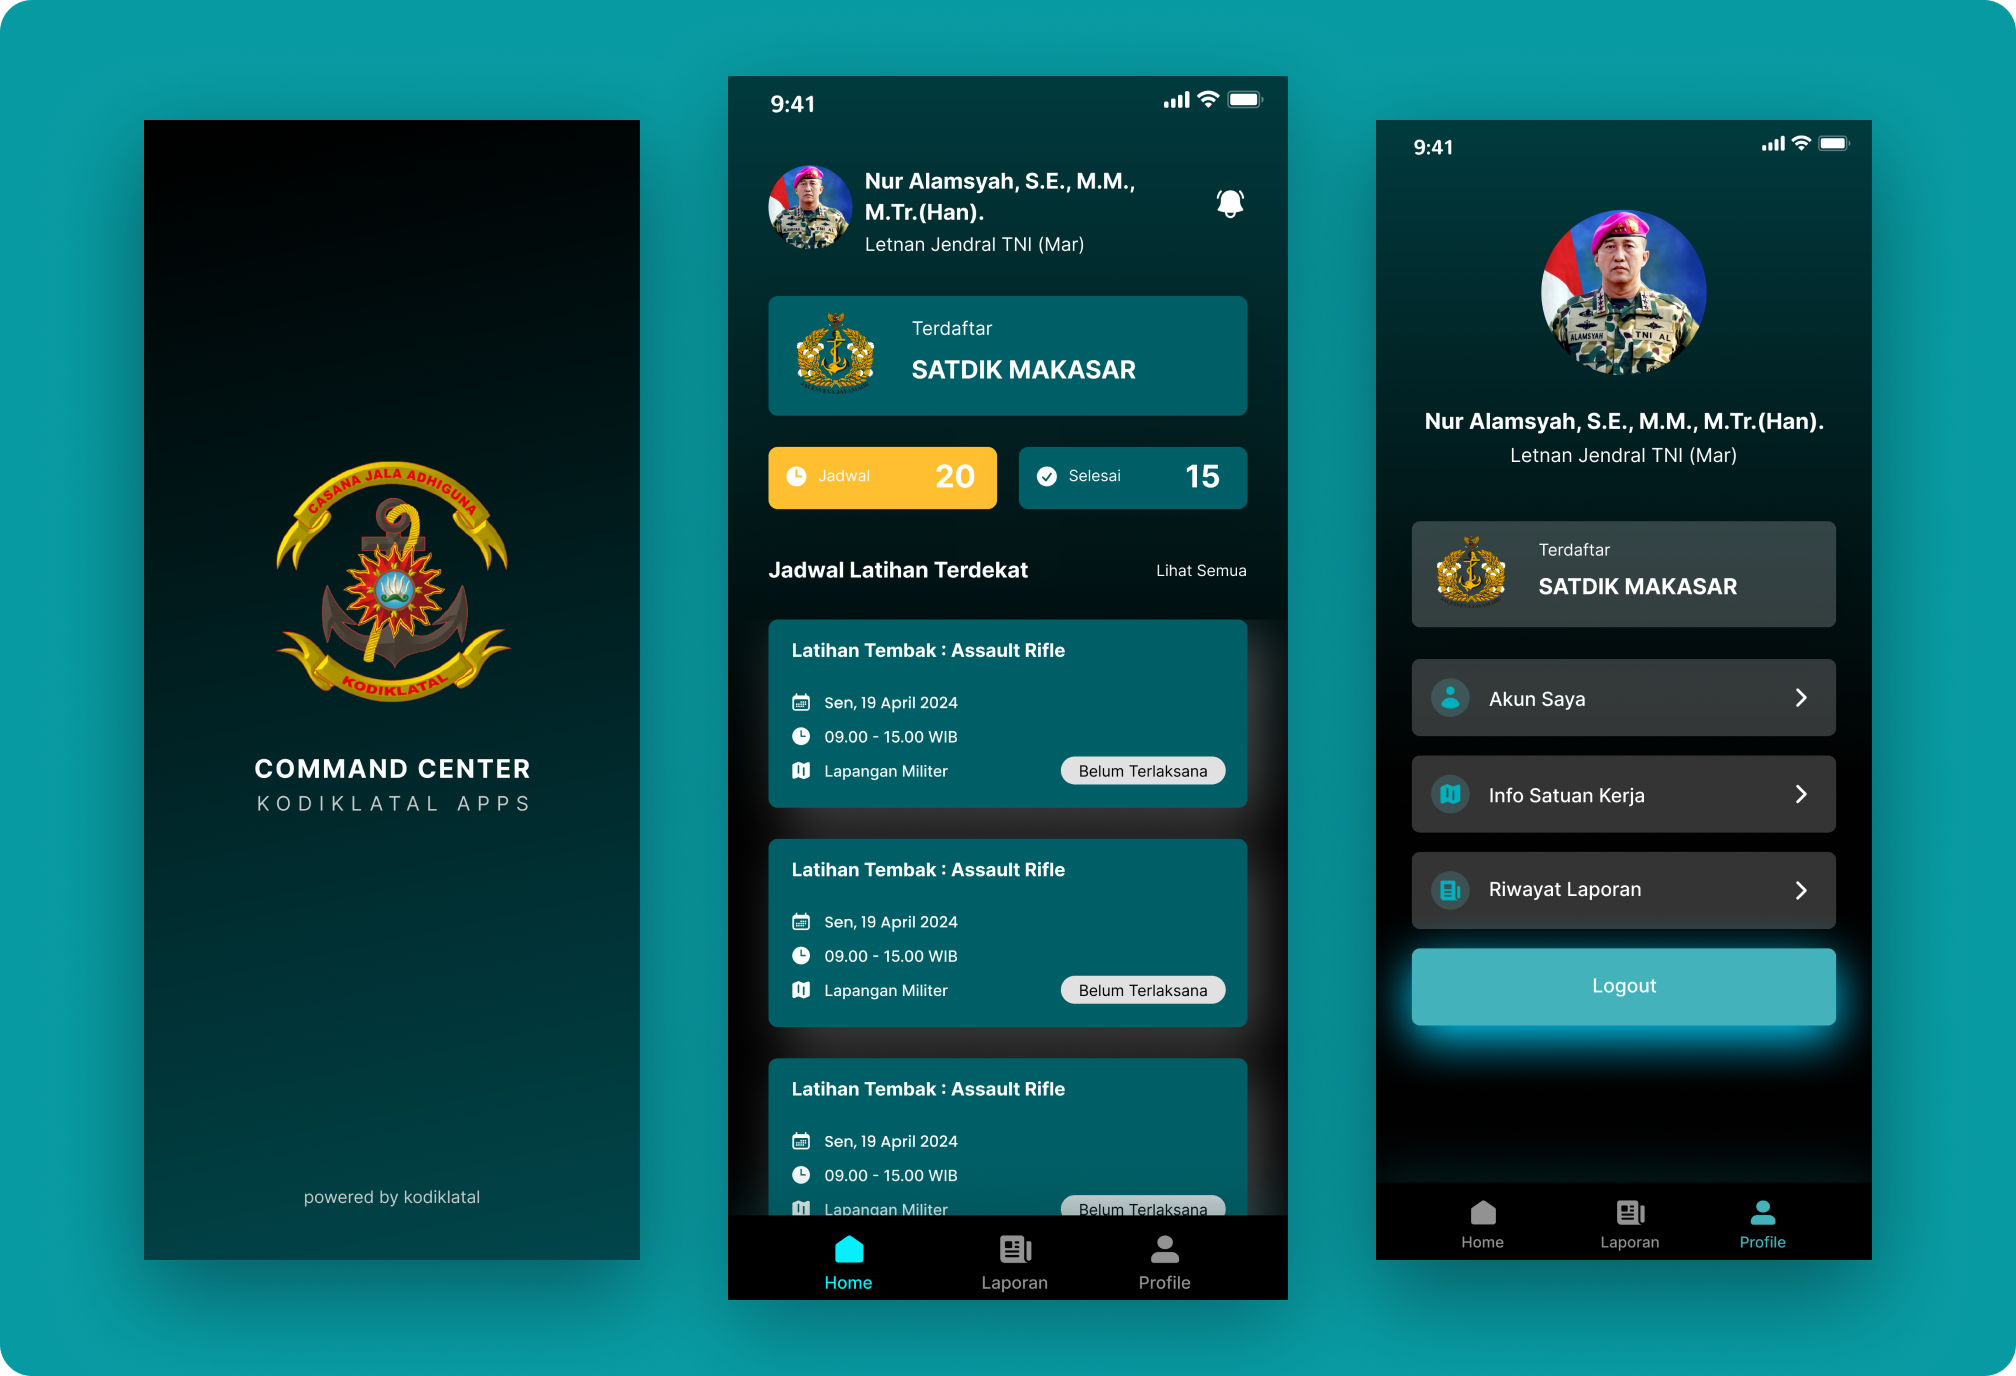 CASANA JALA ADHIGUNA
KODIKLATAL
COMMAND CENTER
KODIKLATAL APPS
powered by kodiklatal
9:41
Nur Alamsyah, S.E., M.M.,
M.Tr.(Han).
Letnan Jendral TNI (Mar)
Terdaftar
SATDIK MAKASAR
Jadwal
20
Selesai
15
Jadwal Latihan Terdekat
Lihat Semua
Latihan Tembak : Assault Rifle
Sen, 19 April 2024
09.00 - 15.00 WIB
Lapangan Militer
Belum Terlaksana
Latihan Tembak : Assault Rifle
Sen, 19 April 2024
09.00 - 15.00 WIB
Lapangan Militer
Belum Terlaksana
Latihan Tembak : Assault Rifle
Sen, 19 April 2024
09.00 - 15.00 WIB
Lapangan Militer
Belum Terlaksana
Home
Laporan
Profile
9:41
ALAMSYAH
TNI AL
Nur Alamsyah, S.E., M.M., M.Tr.(Han).
Letnan Jendral TNI (Mar)
Terdaftar
SATDIK MAKASAR
Akun Saya
Info Satuan Kerja
Riwayat Laporan
Logout
Home
Laporan
Profile